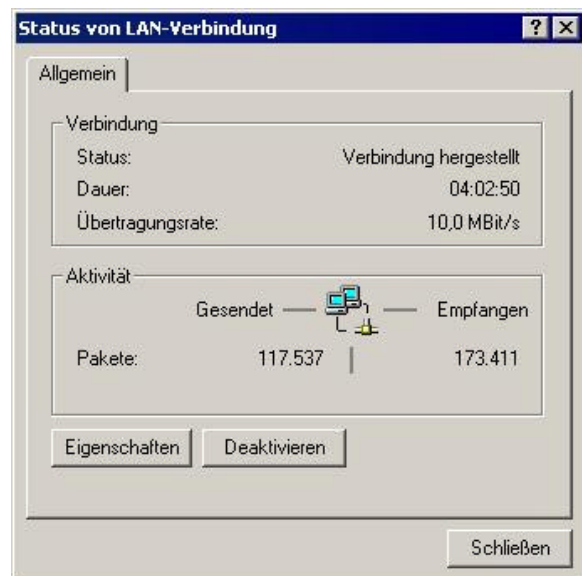 Status von LAN-Verbindung
Allgemein
Verbindung
Status: Verbindung hergestellt
Dauer: 04:02:50
Übertragungsrate: 10,0 MBit/s
Aktivität
Gesendet Empfangen
Pakete: 117.537 173.411
Eigenschaften Deaktivieren
Schließen